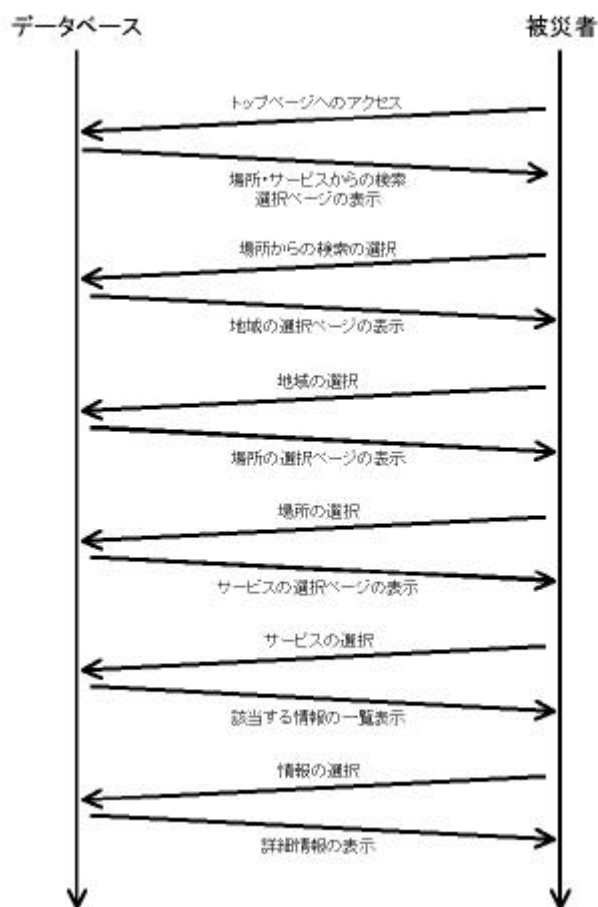 データベース
被災者
トップページへのアクセス
場所・サービスからの検索
選択ページの表示
場所からの検索の選択
地域の選択ページの表示
地域の選択
場所の選択ページの表示
場所の選択
サービスの選択ページの表示
サービスの選択
該当する情報の一覧表示
情報の選択
詳細情報の表示